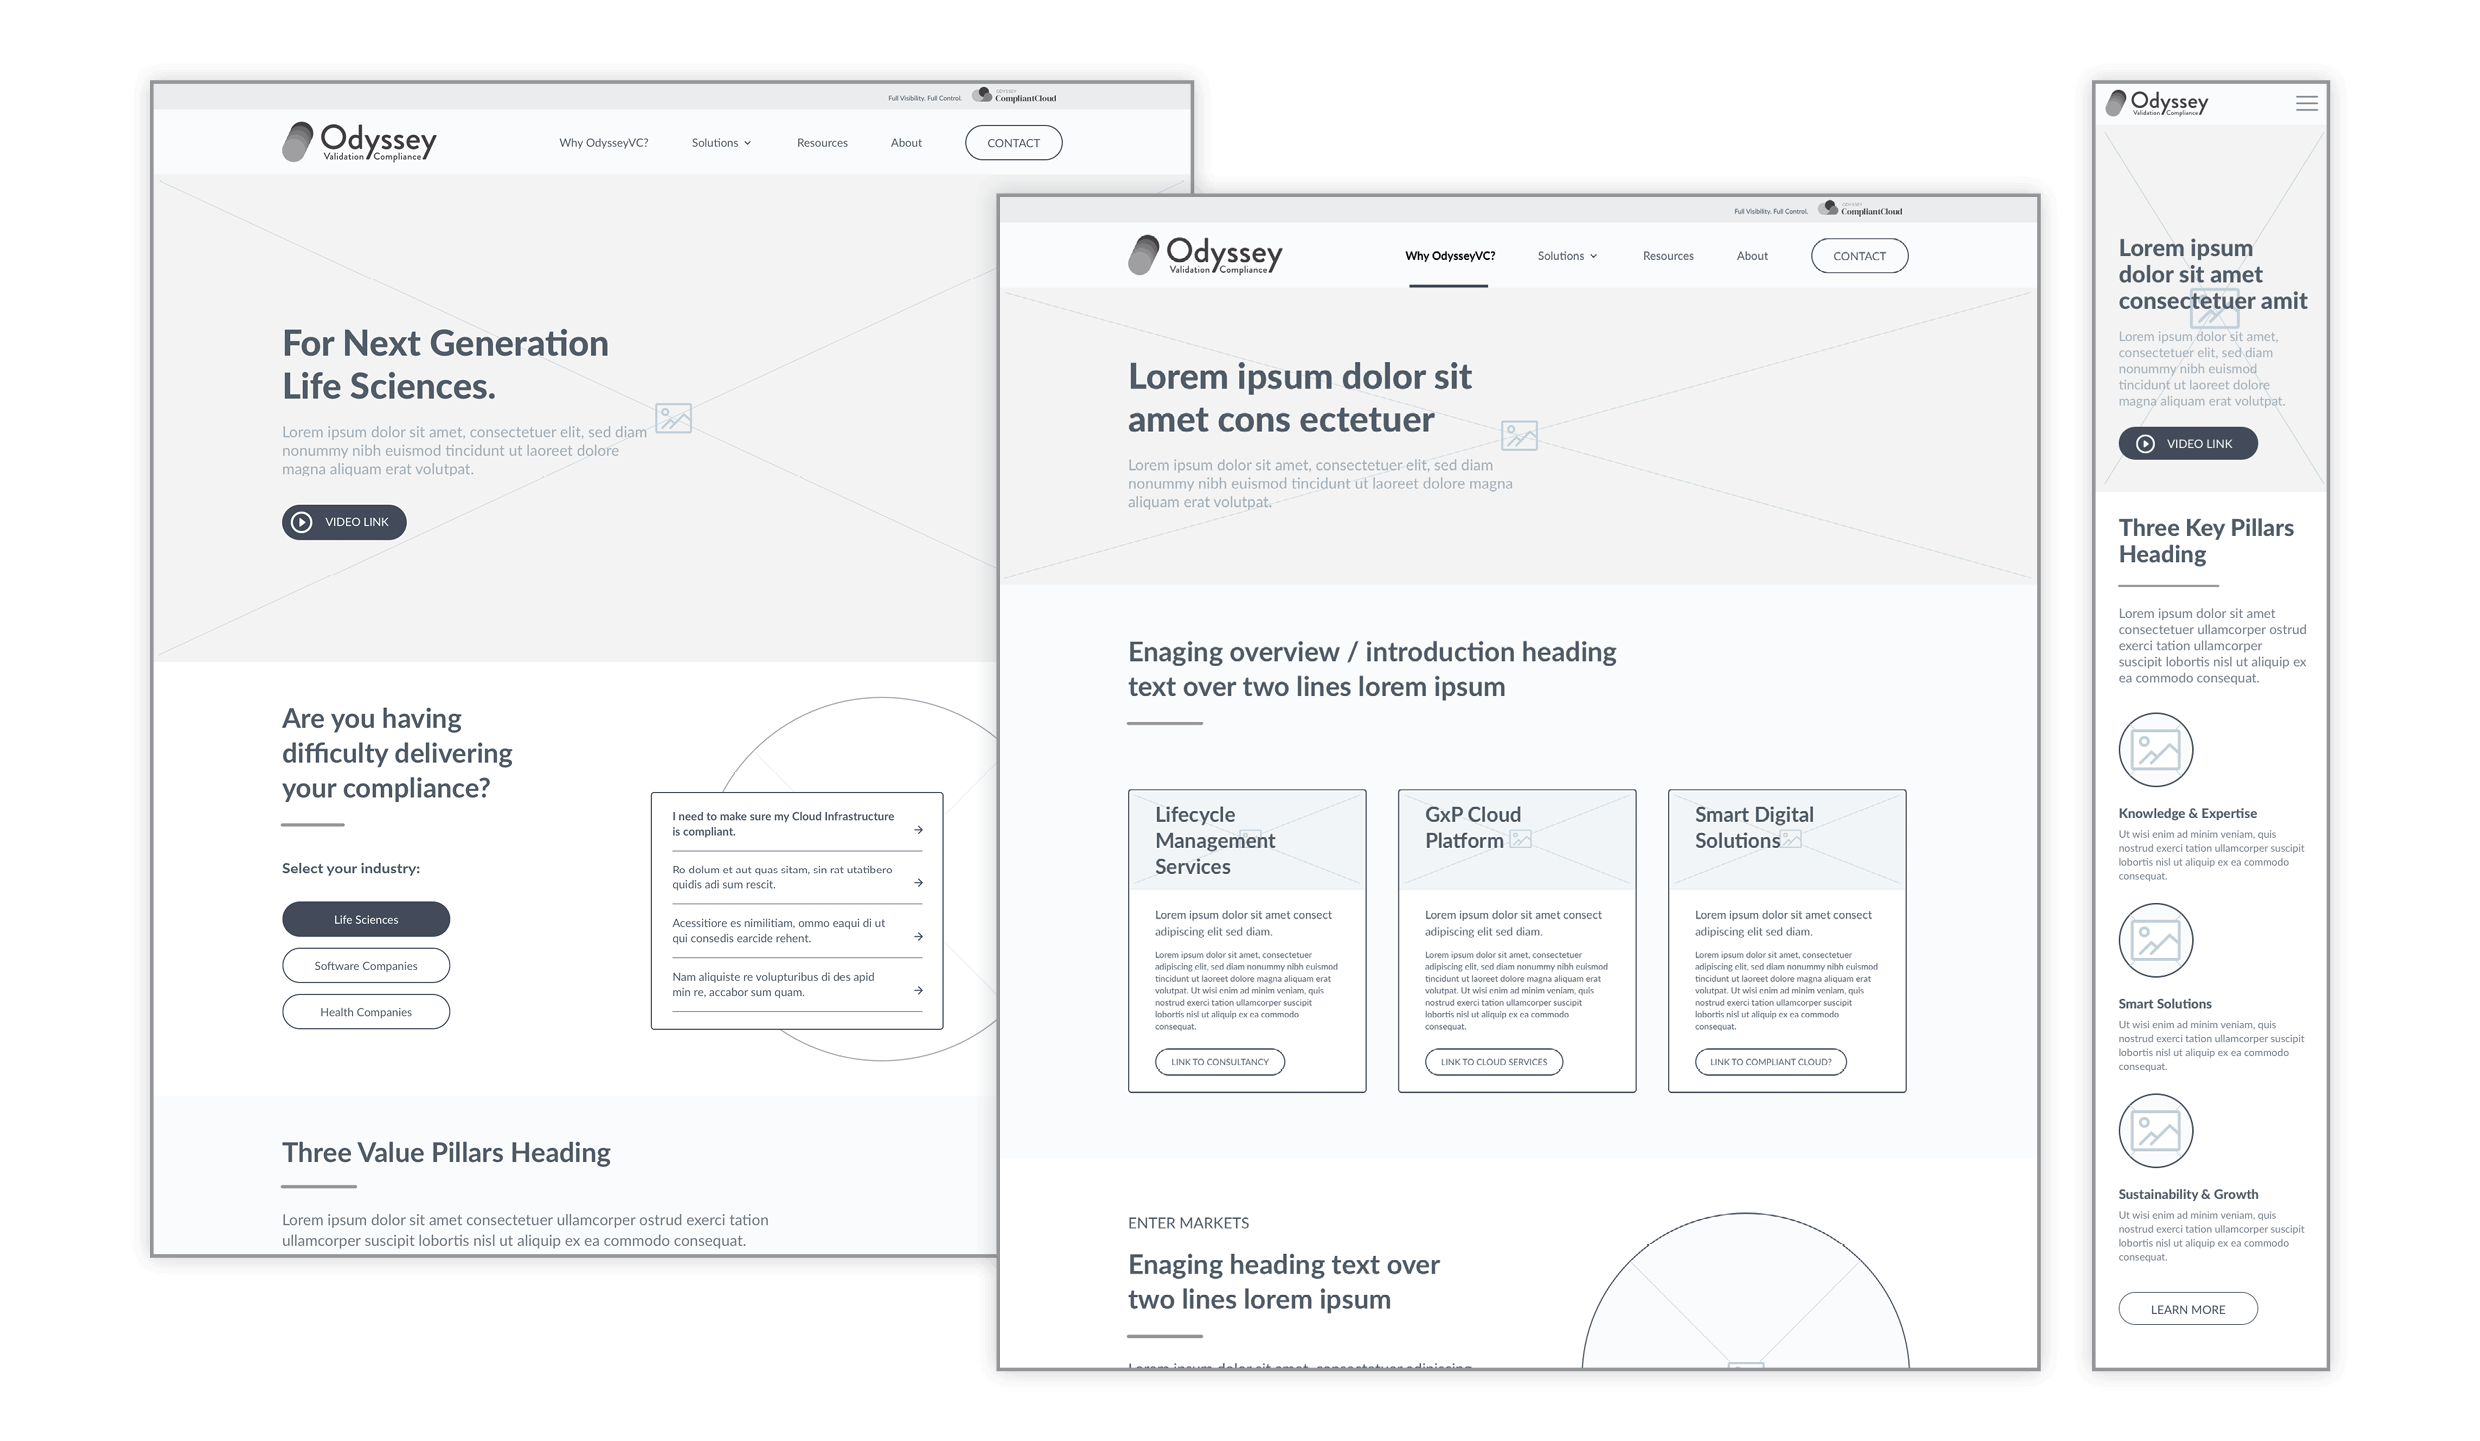 Full Visibility. Full Control.
ODYSSEY
CompliantCloud
Odyssey
Validation Compliance
Why OdysseyVC?
Solutions
Resources
About
CONTACT
For Next Generation
Life Sciences.
Lorem ipsum dolor sit amet, consectetuer elit, sed diam
nonummy nibh euismod tincidunt ut laoreet dolore
magna aliquam erat volutpat.
VIDEO LINK
Are you having
difficulty delivering
your compliance?
Select your industry:
Life Sciences
Software Companies
Health Companies
I need to make sure my Cloud Infrastructure
is compliant.
Ro dolum et aut quas sitam, sin rat utatibero
quidis adi sum rescit.
Acessitiore es nimilitiam, ommo eaqui di ut
qui consedis earcide rehent.
Nam aliquiste re volupturibus di des apid
min re, accabor sum quam.
Three Value Pillars Heading
Lorem ipsum dolor sit amet consectetuer ullamcorper ostrud exerci tation
ullamcorper suscipit lobortis nisl ut aliquip ex ea commodo consequat.
Full Visibility. Full Control.
ODYSSEY
CompliantCloud
Odyssey
Validation Compliance
Why OdysseyVC?
Solutions
Resources
About
CONTACT
Lorem ipsum dolor sit
amet cons ectetuer
Lorem ipsum dolor sit amet, consectetuer elit, sed diam
nonummy nibh euismod tincidunt ut laoreet dolore magna
aliquam erat volutpat.
Enaging overview / introduction heading
text over two lines lorem ipsum
Lifecycle
Management
Services
Lorem ipsum dolor sit amet consect
adipiscing elit sed diam.
Lorem ipsum dolor sit amet, consectetuer
adipiscing elit, sed diam nonummy nibh euismod
tincidunt ut laoreet dolore magna aliquam erat
volutpat. Ut wisi enim ad minim veniam, quis
nostrud exerci tation ullamcorper suscipit
lobortis nisl ut aliquip ex ea commodo
consequat.
LINK TO CONSULTANCY
GxP Cloud
Platform
Lorem ipsum dolor sit amet consect
adipiscing elit sed diam.
Lorem ipsum dolor sit amet, consectetuer
adipiscing elit, sed diam nonummy nibh euismod
tincidunt ut laoreet dolore magna aliquam erat
volutpat. Ut wisi enim ad minim veniam, quis
nostrud exerci tation ullamcorper suscipit
lobortis nisl ut aliquip ex ea commodo
consequat.
LINK TO CLOUD SERVICES
Smart Digital
Solutions
Lorem ipsum dolor sit amet consect
adipiscing elit sed diam.
Lorem ipsum dolor sit amet, consectetuer
adipiscing elit, sed diam nonummy nibh euismod
tincidunt ut laoreet dolore magna aliquam erat
volutpat. Ut wisi enim ad minim veniam, quis
nostrud exerci tation ullamcorper suscipit
lobortis nisl ut aliquip ex ea commodo
consequat.
LINK TO COMPLIANT CLOUD?
ENTER MARKETS
Enaging heading text over
two lines lorem ipsum
Lorem ipsum dolor sit amet, consectetuer adipiscing
Odyssey
Validation Compliance
Lorem ipsum
dolor sit amet
consectetuer amit
Lorem ipsum dolor sit amet,
consectetuer elit, sed diam
nonummy nibh euismod
tincidunt ut laoreet dolore
magna aliquam erat volutpat.
VIDEO LINK
Three Key Pillars
Heading
Lorem ipsum dolor sit amet
consectetuer ullamcorper ostrud
exerci tation ullamcorper
suscipit lobortis nisl ut aliquip ex
ea commodo consequat.
Knowledge & Expertise
Ut wisi enim ad minim veniam, quis
nostrud exerci tation ullamcorper suscipit
lobortis nisl ut aliquip ex ea commodo
consequat.
Smart Solutions
Ut wisi enim ad minim veniam, quis
nostrud exerci tation ullamcorper suscipit
lobortis nisl ut aliquip ex ea commodo
consequat.
Sustainability & Growth
Ut wisi enim ad minim veniam, quis
nostrud exerci tation ullamcorper suscipit
lobortis nisl ut aliquip ex ea commodo
consequat.
LEARN MORE